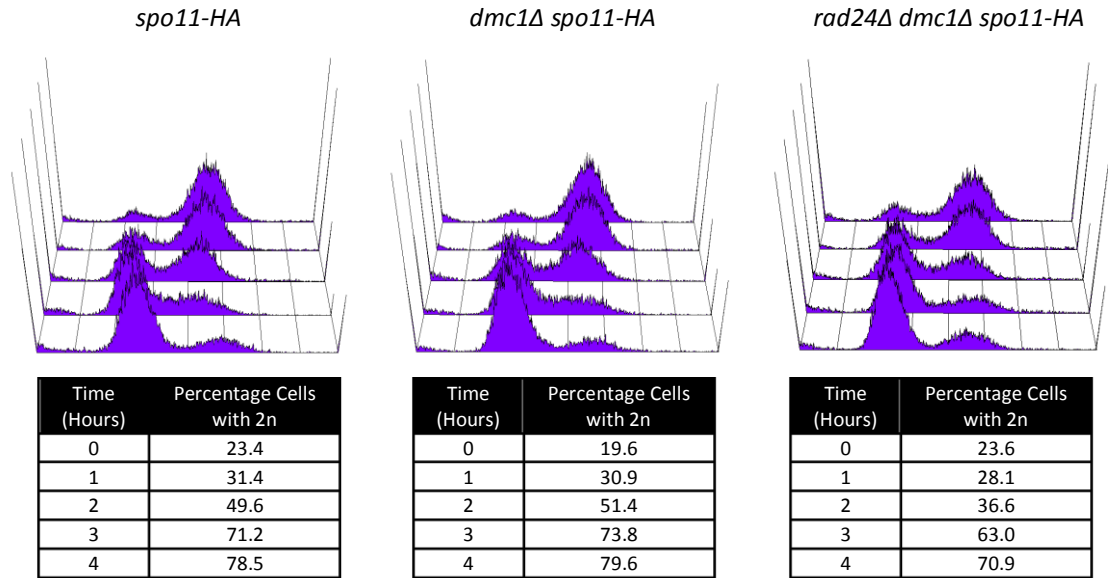 spo11-HA
dmc1Δ spo11-HA
rad24Δ dmc1Δ spo11-HA
Time (Hours) Percentage Cells with 2n
0 23.4
1 31.4
2 49.6
3 71.2
4 78.5
Time (Hours) Percentage Cells with 2n
0 19.6
1 30.9
2 51.4
3 73.8
4 79.6
Time (Hours) Percentage Cells with 2n
0 23.6
1 28.1
2 36.6
3 63.0
4 70.9